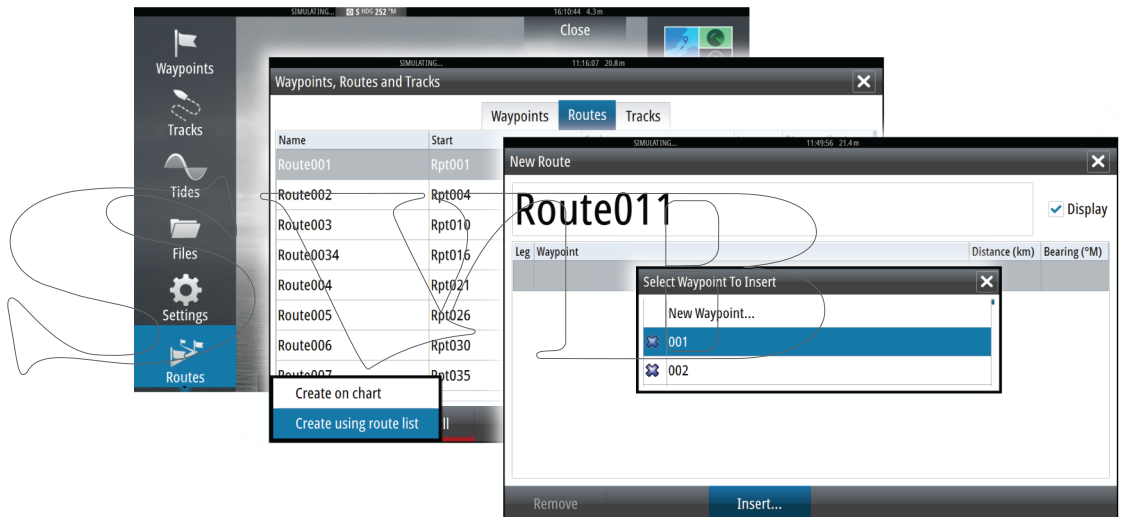 SIMULATING... S HDG 252 °M 16:10:44 4.3 m
Close
Waypoints
Tracks
Tides
Files
Settings
Routes
SIMULATING... 11:16:07 20.8 m
Waypoints, Routes and Tracks
Waypoints Routes Tracks
Name Start
Route001 Rpt001
Route002 Rpt004
Route003 Rpt010
Route0034 Rpt016
Route004 Rpt021
Route005 Rpt026
Route006 Rpt030
Route007 Rpt035
Create on chart
Create using route list
SIMULATING... 11:49:56 21.4 m
New Route
Route011
Display
Leg Waypoint Distance (km) Bearing (°M)
Select Waypoint To Insert
New Waypoint...
001
002
Remove Insert...